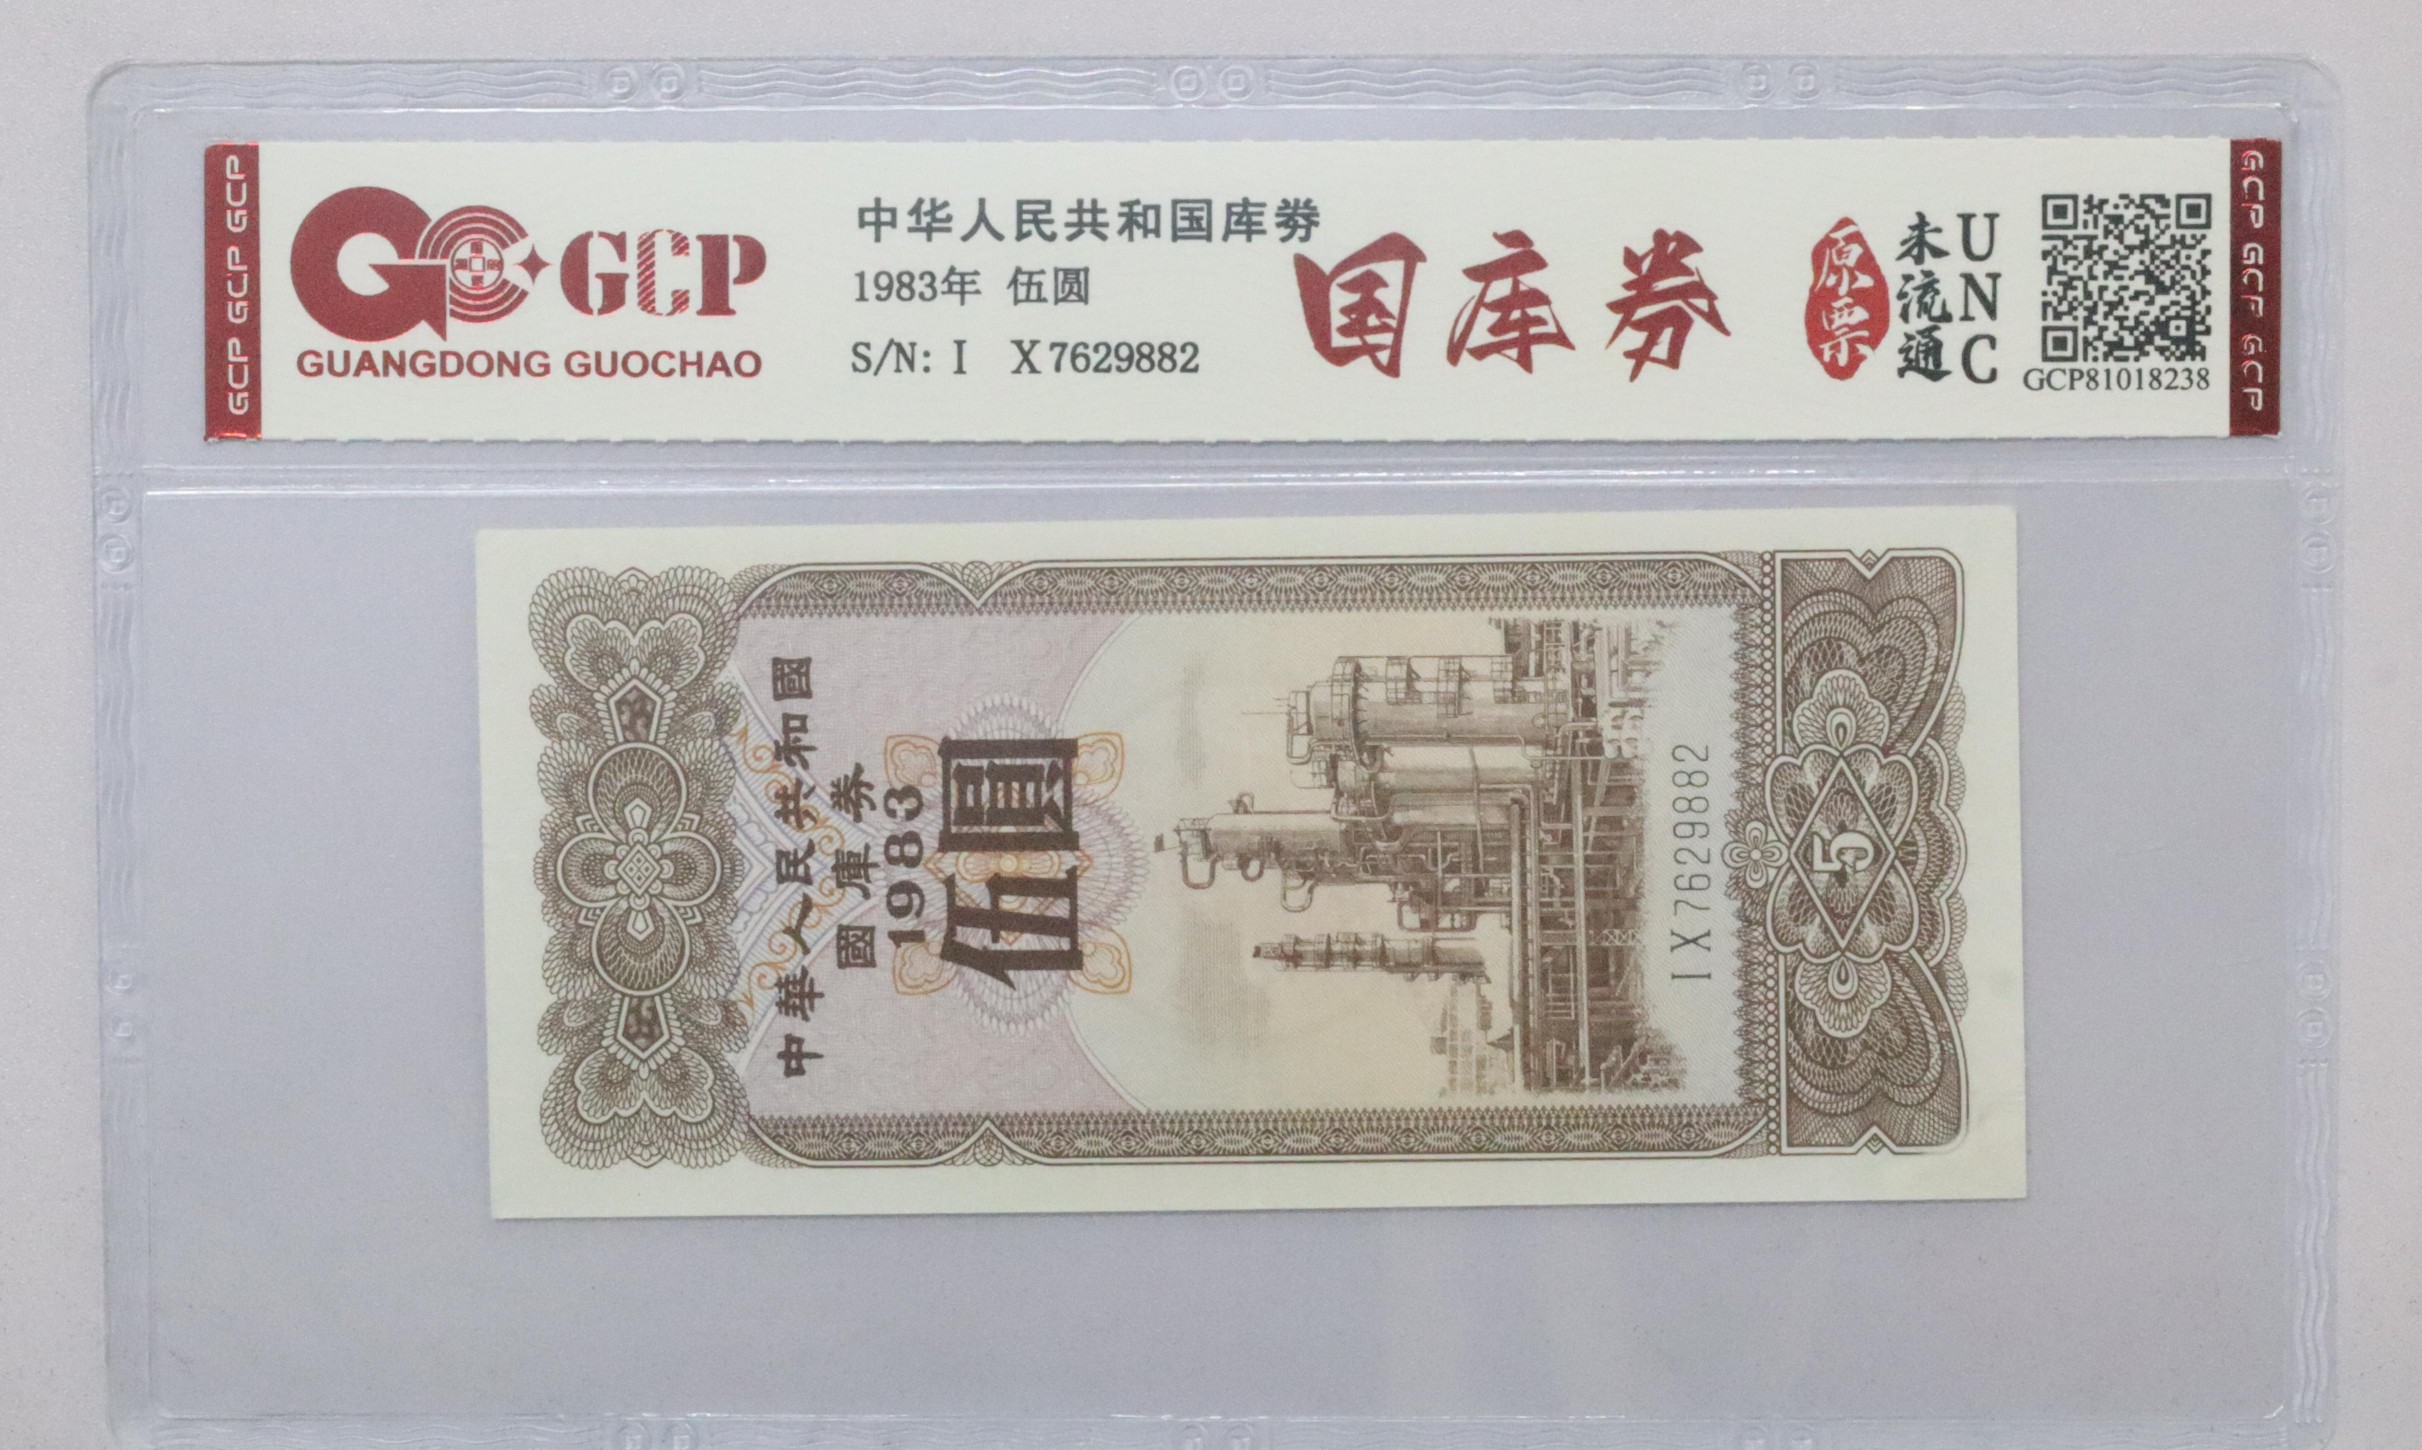 GCP GCP GCP
GCP
GUANGDONG GUOCHAO
中华人民共和国库劵
1983年 伍圆
S/N: I X7629882
国库券
原票
未流通
UNC
GCP81018238
GCP GCP GCP
中華人民共和國
國庫券
1983
伍圓
IX7629882
5